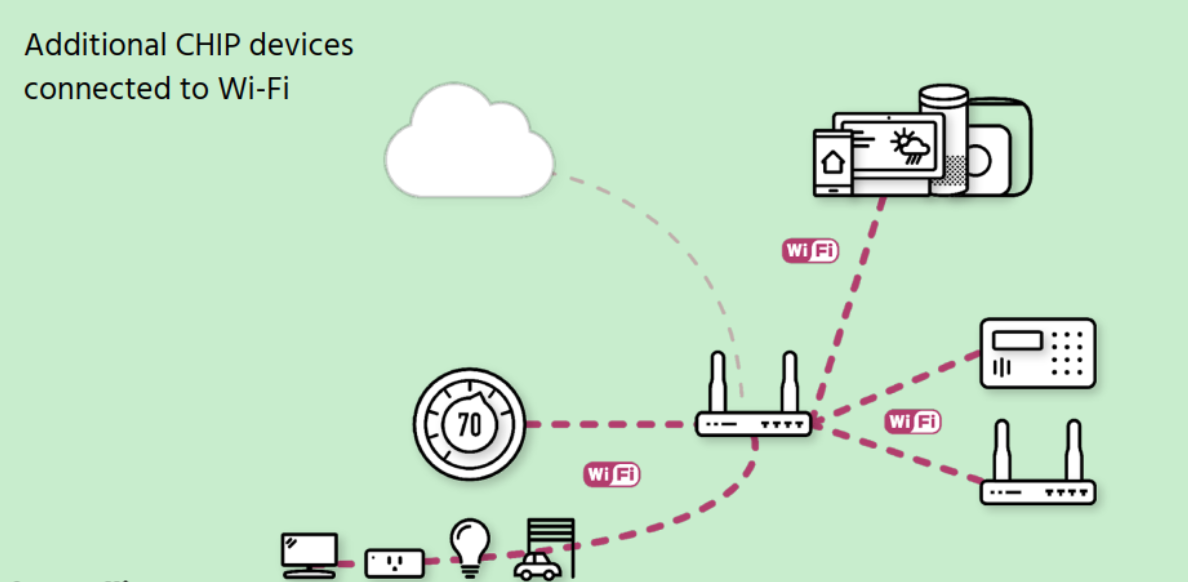 Additional CHIP devices
connected to Wi-Fi
Wi Fi
70
Wi Fi
Wi Fi